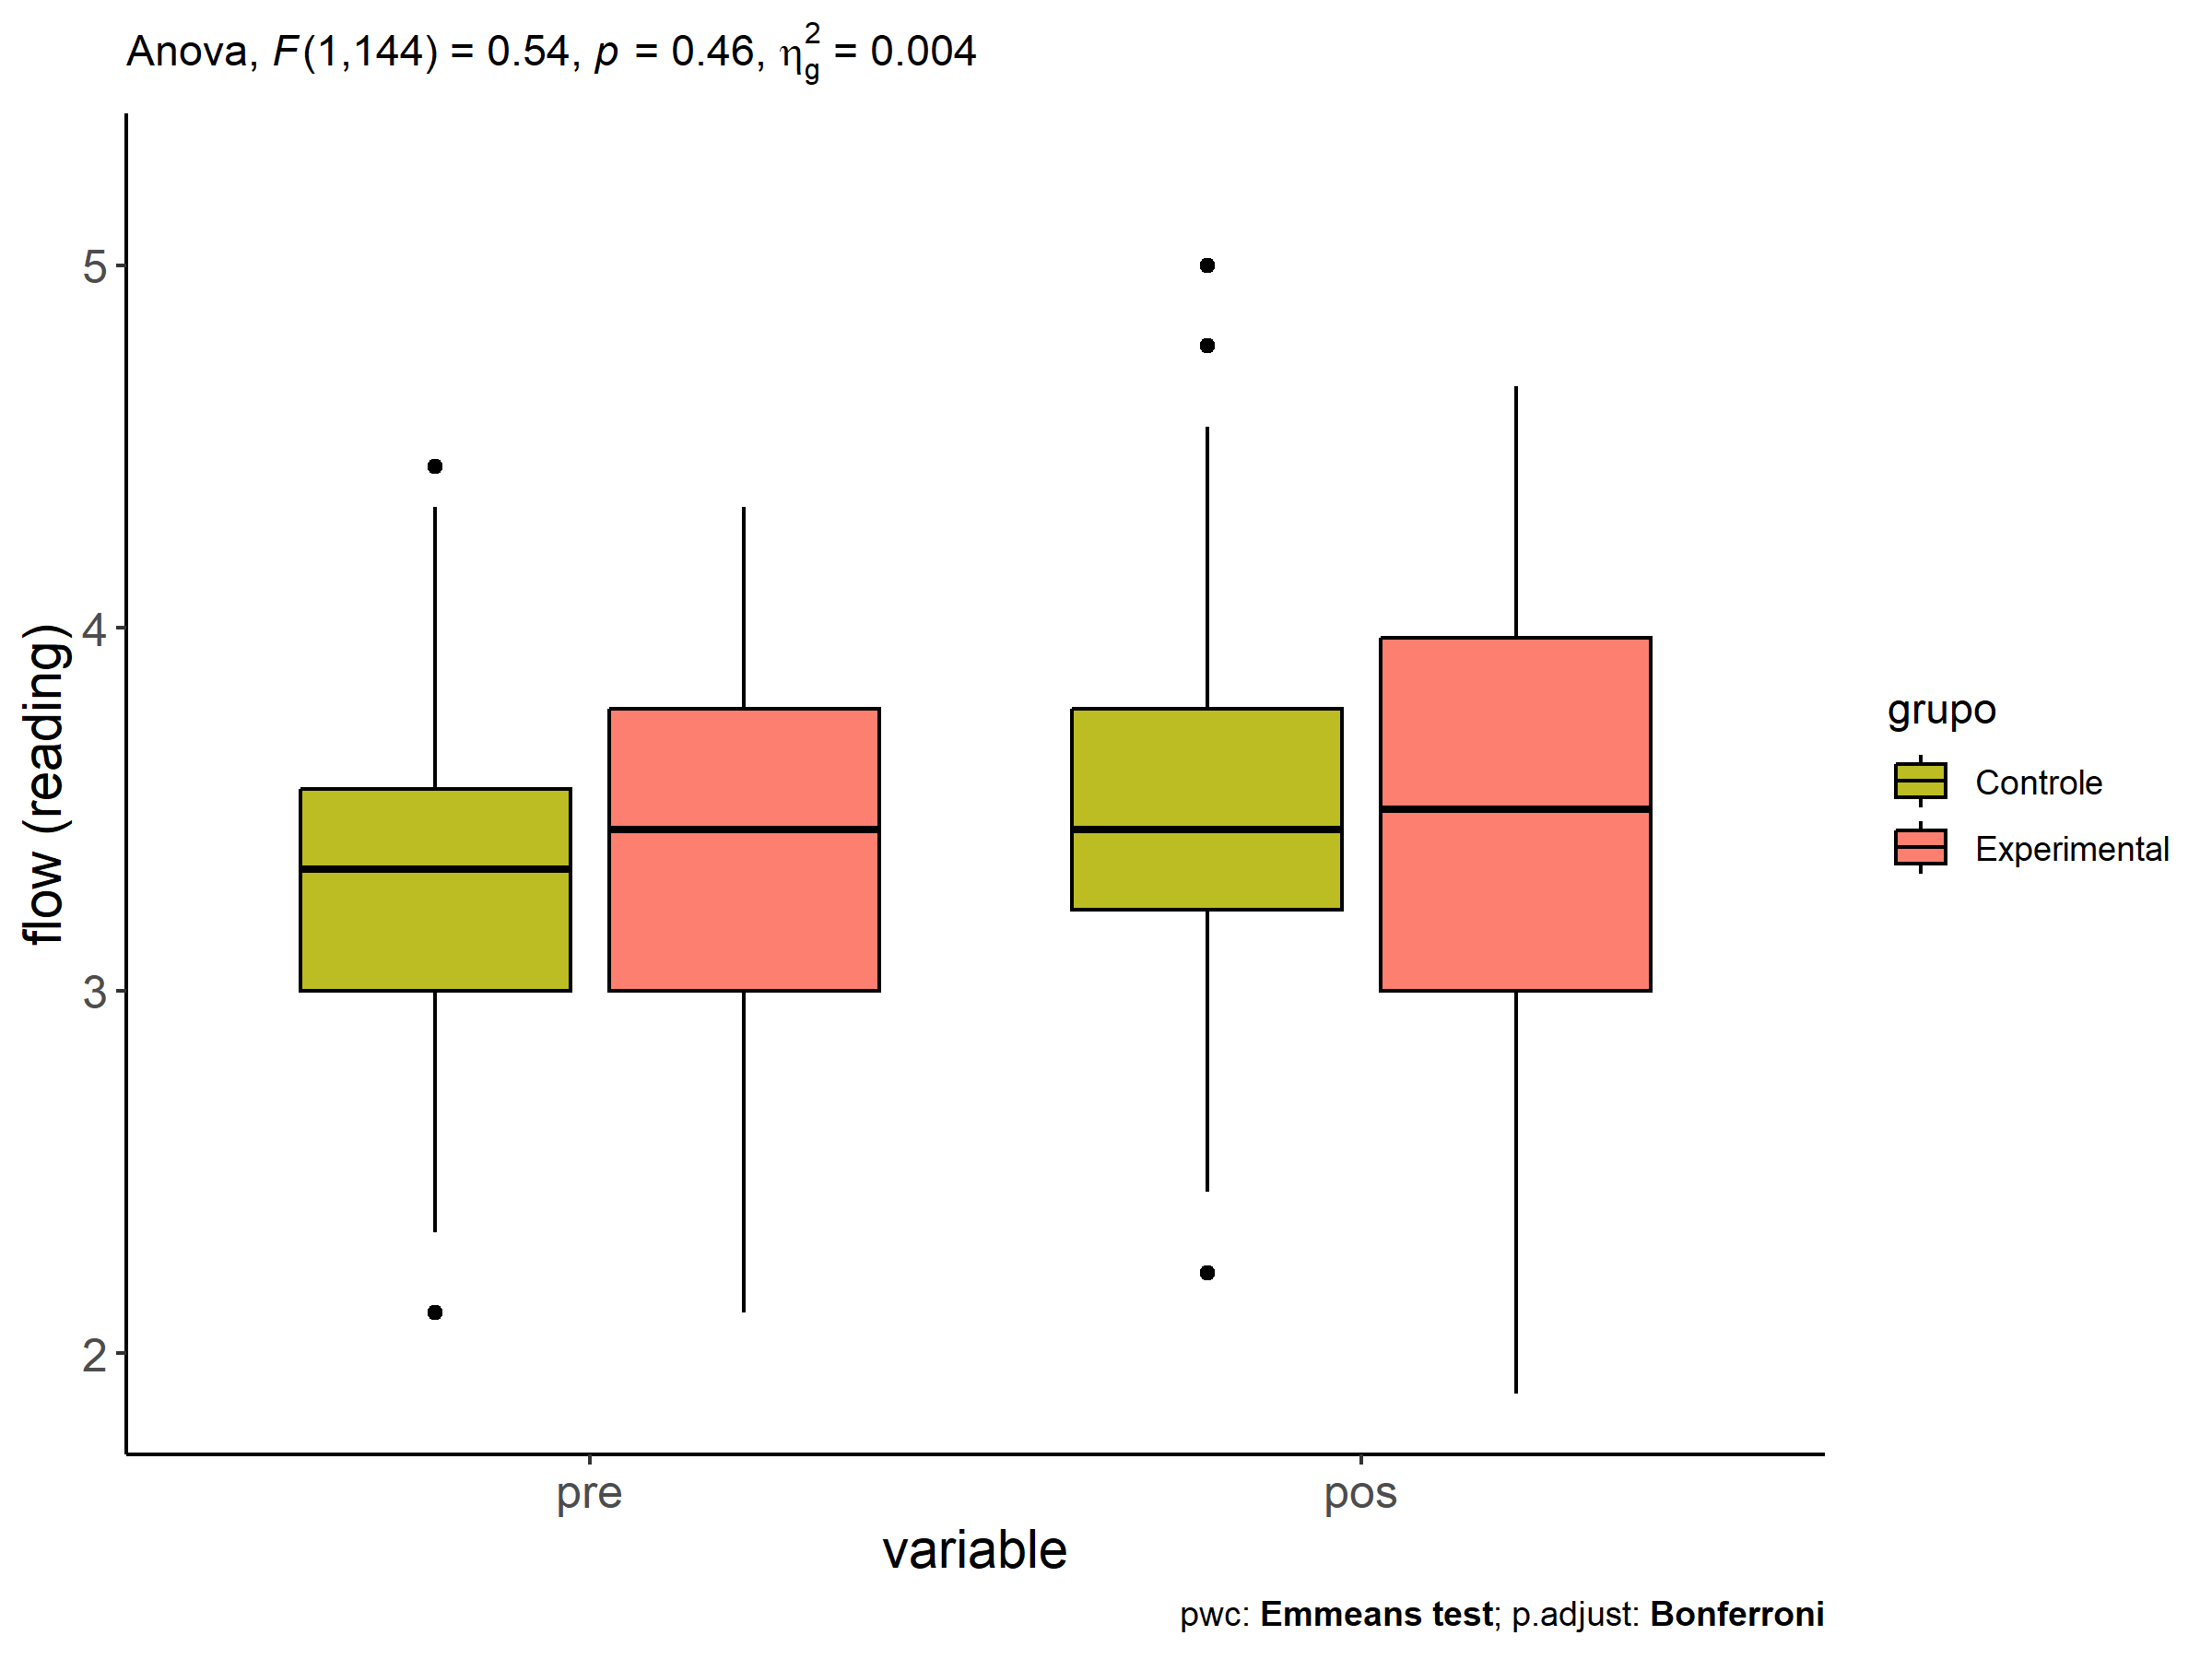 Anova, F(1,144) = 0.54, p = 0.46, η²g = 0.004
flow (reading)
5
4
3
2
pre
pos
variable
grupo
Controle
Experimental
pwc: Emmeans test; p.adjust: Bonferroni